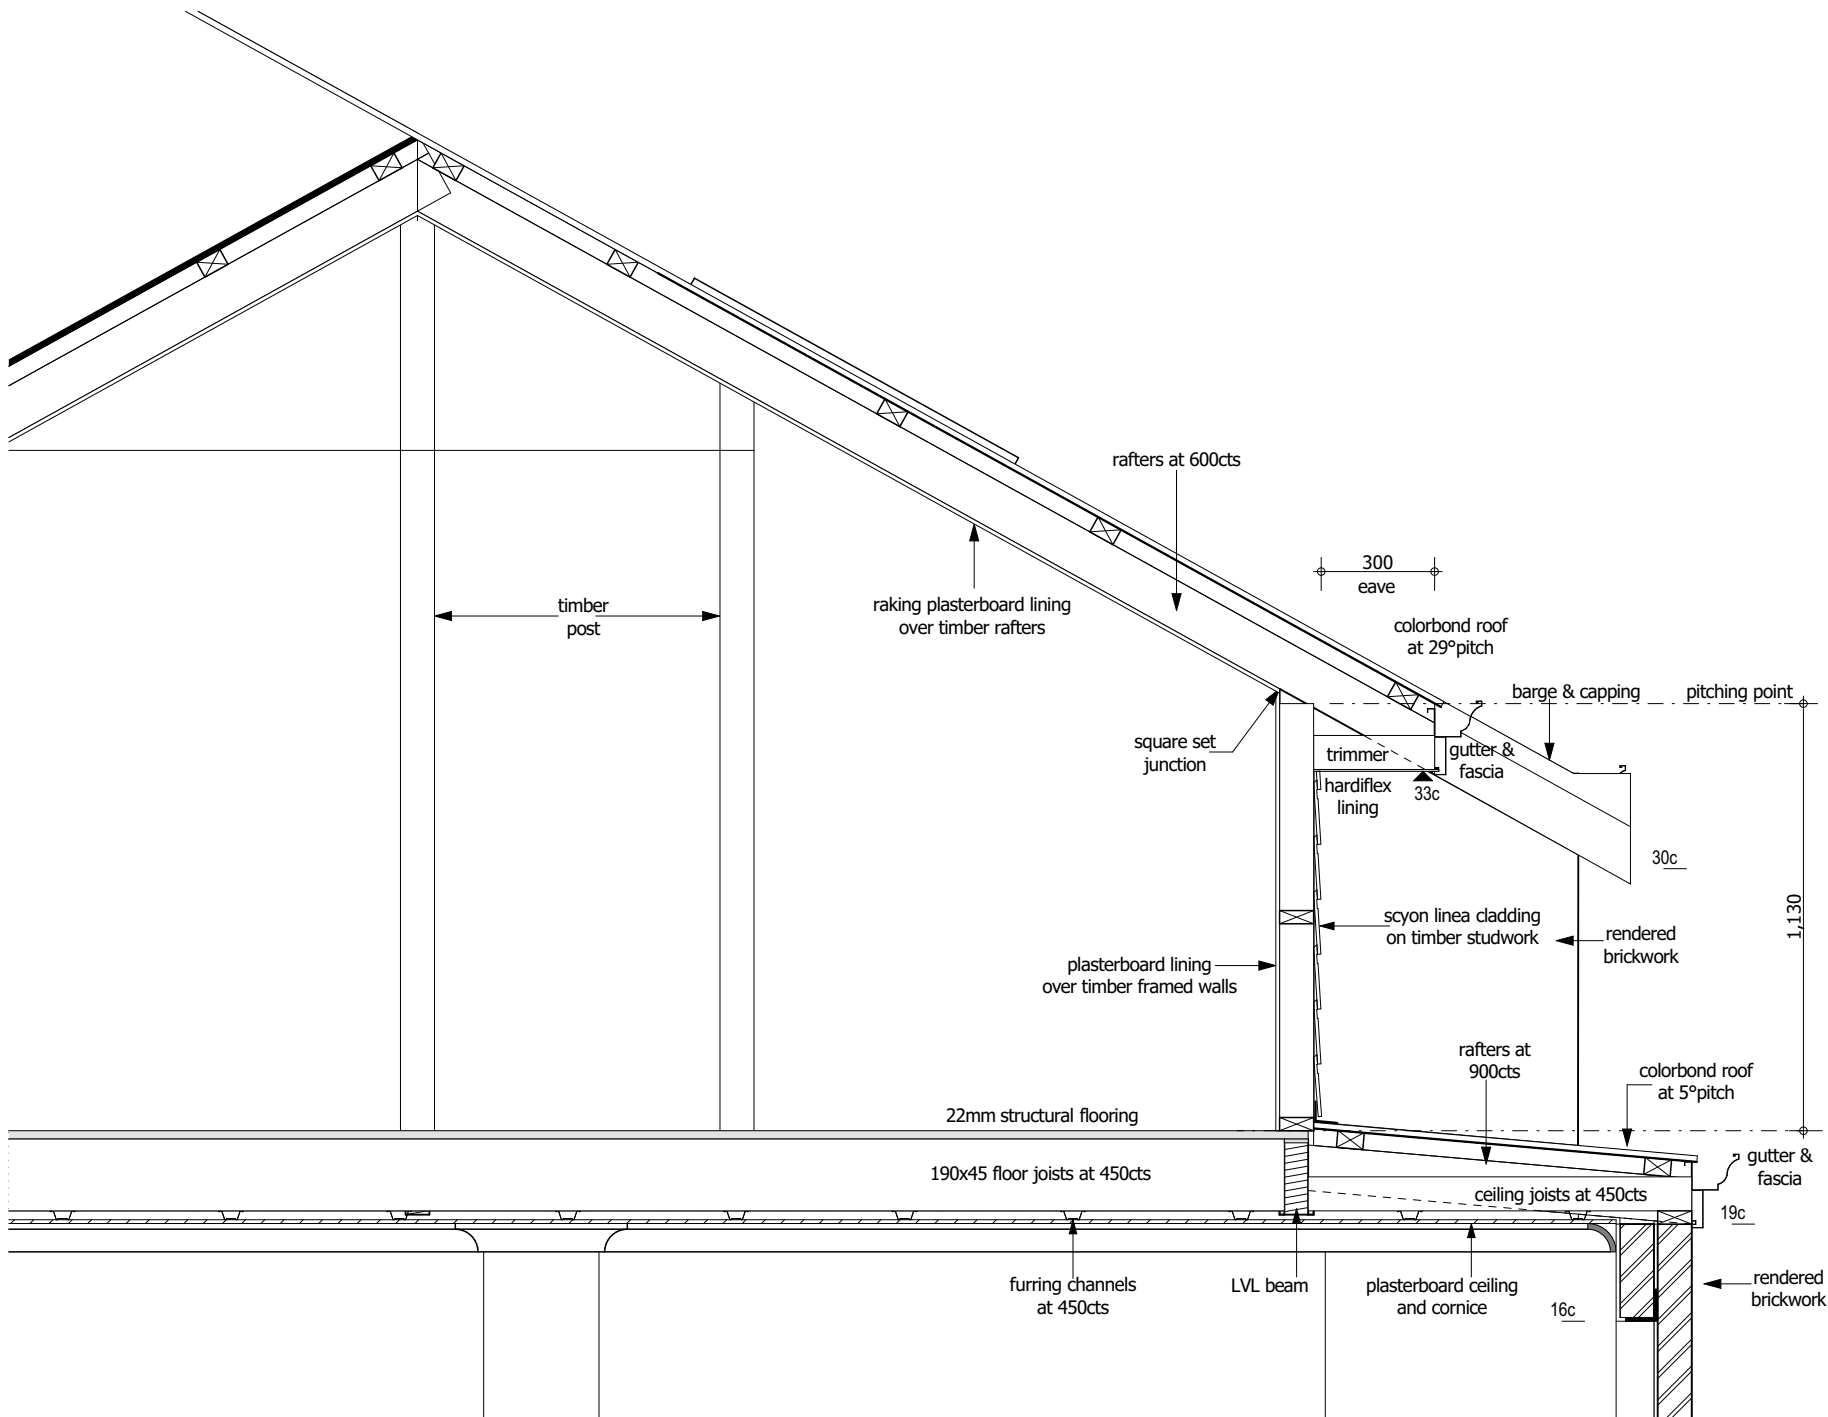 rafters at 600cts
300
eave
timber
post
raking plasterboard lining
over timber rafters
colorbond roof
at 29°pitch
barge & capping
pitching point
square set
junction
trimmer
gutter &
fascia
hardiflex
lining
33c
30c
1,130
scyon linea cladding
on timber studwork
rendered
brickwork
plasterboard lining
over timber framed walls
rafters at
900cts
colorbond roof
at 5°pitch
22mm structural flooring
gutter &
fascia
190x45 floor joists at 450cts
ceiling joists at 450cts
19c
furring channels
at 450cts
LVL beam
plasterboard ceiling
and cornice
16c
rendered
brickwork